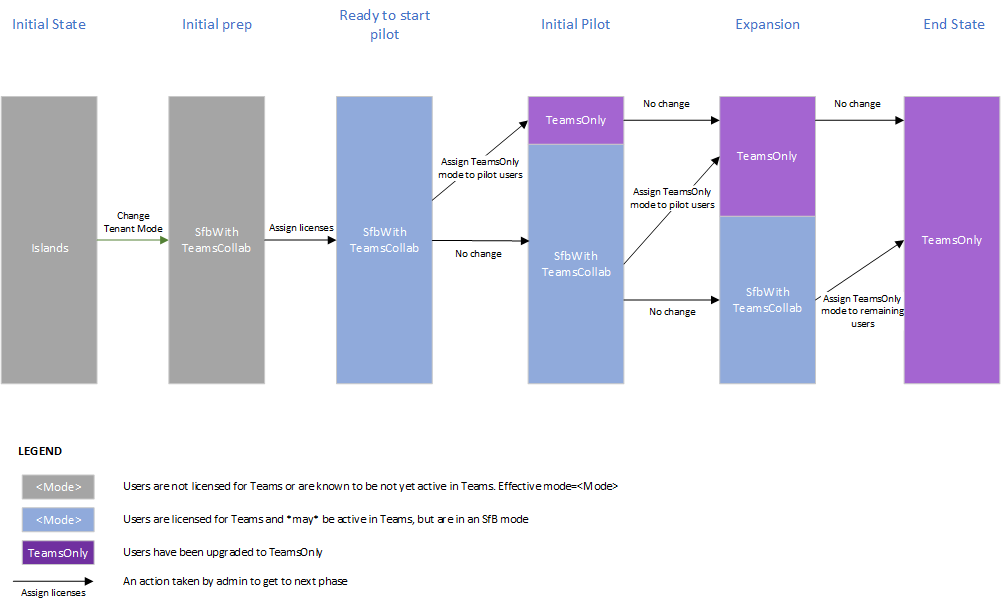 Initial State
Initial prep
Ready to start
pilot
Initial Pilot
Expansion
End State
Islands
Change
Tenant Mode
SfbWith
TeamsCollab
Assign licenses
SfbWith
TeamsCollab
Assign TeamsOnly
mode to pilot users
No change
TeamsOnly
SfbWith
TeamsCollab
No change
Assign TeamsOnly
mode to pilot users
No change
TeamsOnly
SfbWith
TeamsCollab
No change
Assign TeamsOnly
mode to remaining
users
TeamsOnly
LEGEND
<Mode>
Users are not licensed for Teams or are known to be not yet active in Teams. Effective mode=<Mode>
<Mode>
Users are licensed for Teams and *may* be active in Teams, but are in an SfB mode
TeamsOnly
Users have been upgraded to TeamsOnly
Assign licenses
An action taken by admin to get to next phase